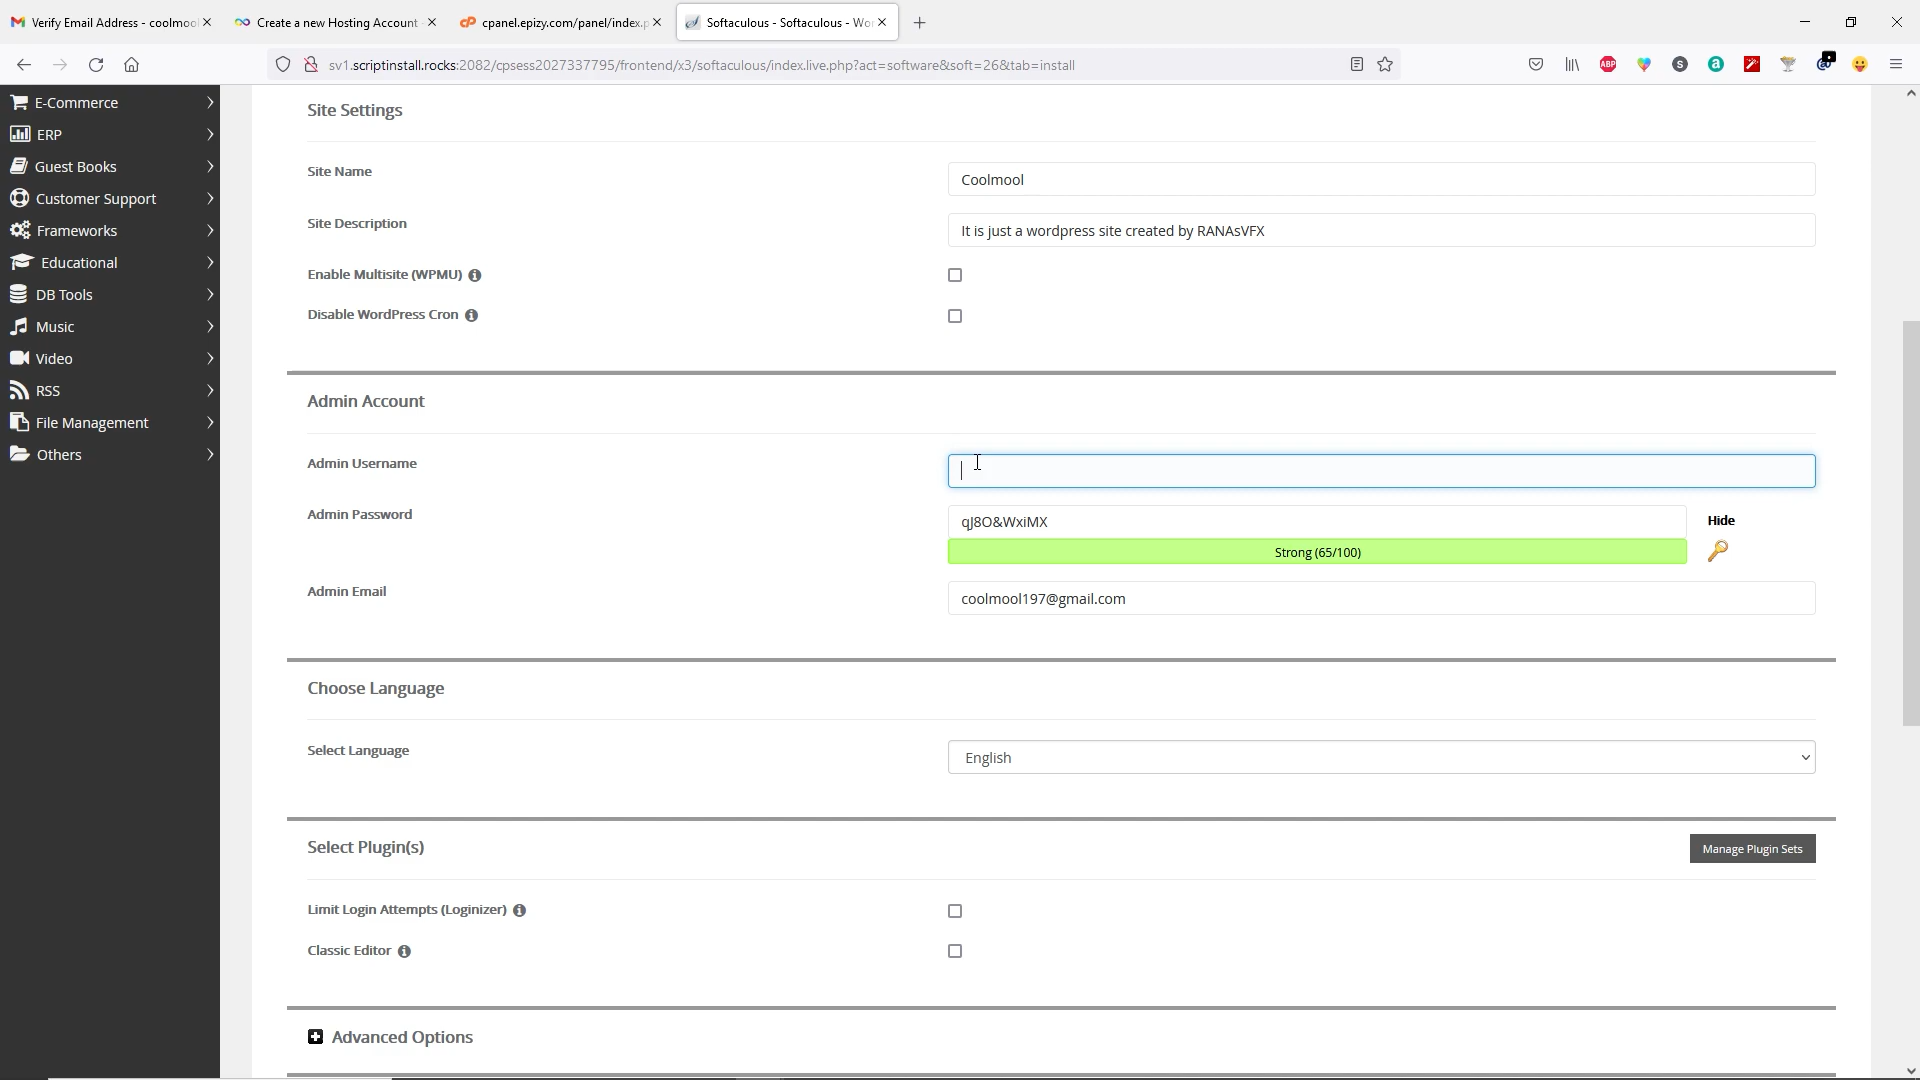 Verify Email Address - coolmool
Create a new Hosting Account -
cpanel.epizy.com/panel/index.p
Softaculous - Softaculous - Wor
sv1.scriptinstall.rocks:2082/cpsess2027337795/frontend/x3/softaculous/index.live.php?act=software&soft=26&tab=install
ABP
S
a
E-Commerce
ERP
Guest Books
Customer Support
Frameworks
Educational
DB Tools
Music
Video
RSS
File Management
Others
Site Settings
Site Name
Coolmool
Site Description
It is just a wordpress site created by RANAsVFX
Enable Multisite (WPMU)
Disable WordPress Cron
Admin Account
Admin Username
Admin Password
qJ8O&WxiMX
Hide
Strong (65/100)
Admin Email
coolmool197@gmail.com
Choose Language
Select Language
English
Select Plugin(s)
Manage Plugin Sets
Limit Login Attempts (Loginizer)
Classic Editor
Advanced Options